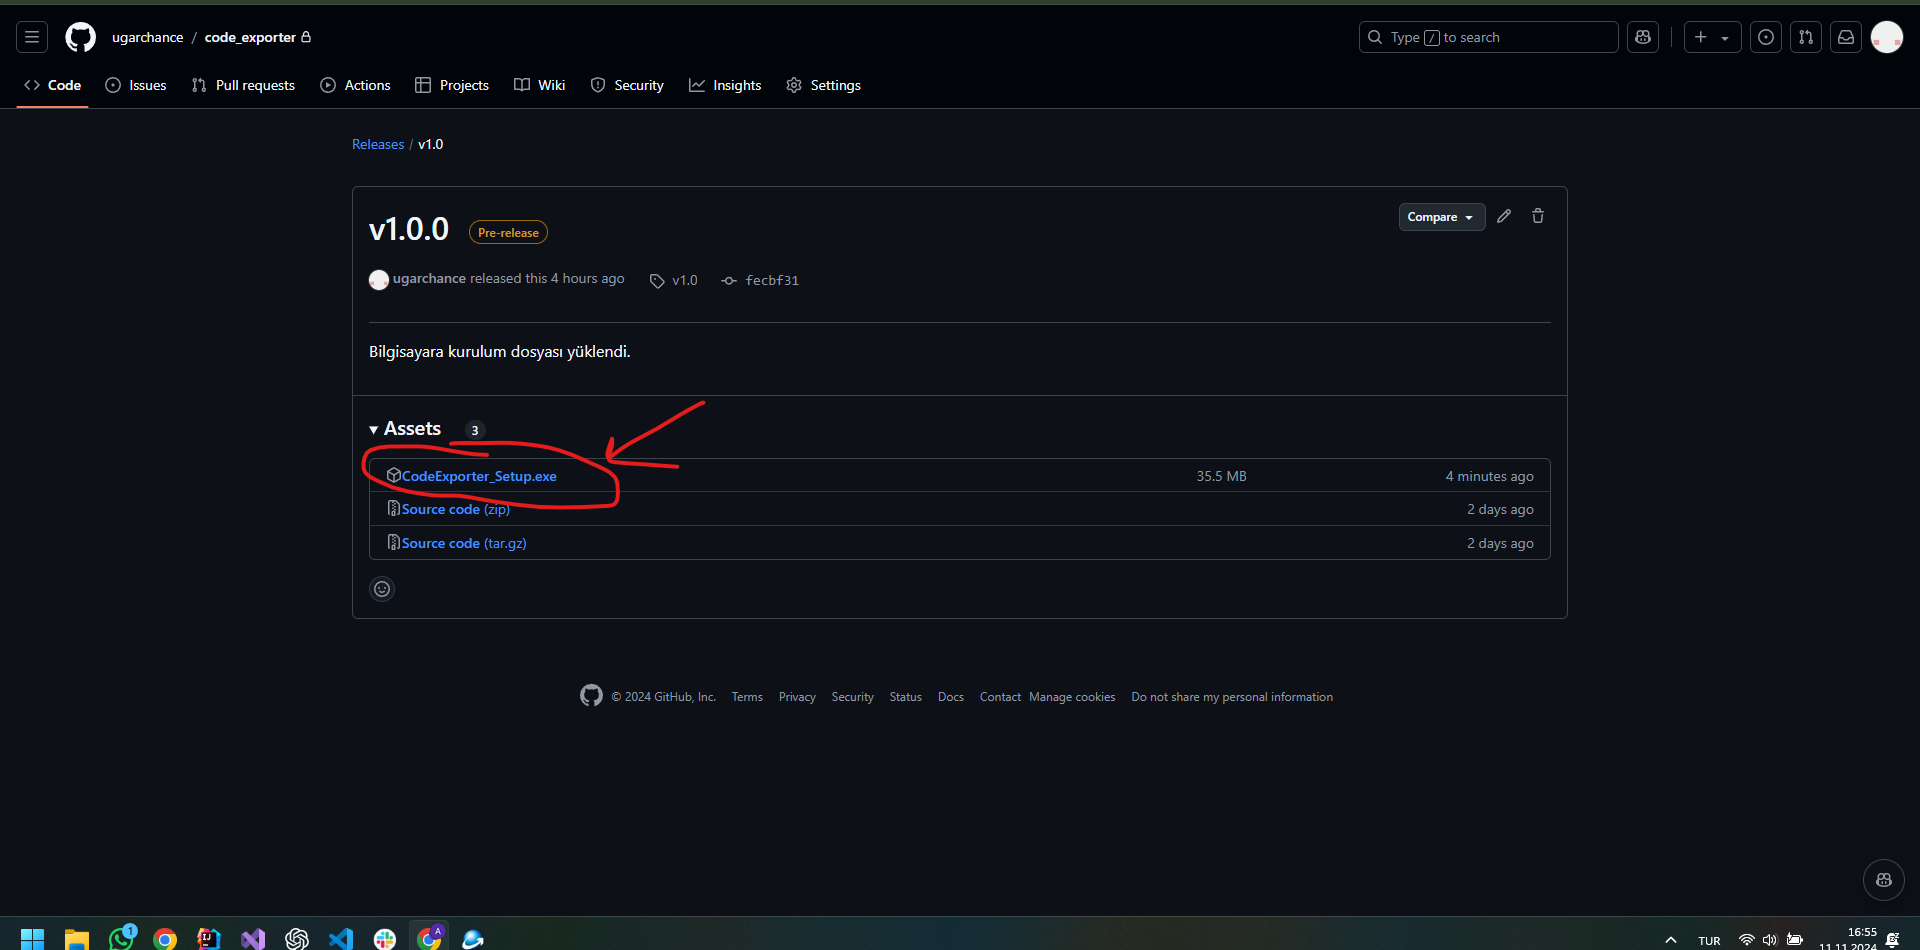 ugarchance / code_exporter
Type / to search
Code Issues Pull requests Actions Projects Wiki Security Insights Settings
Releases / v1.0
v1.0.0 Pre-release
Compare
ugarchance released this 4 hours ago v1.0 fecbf31
Bilgisayara kurulum dosyası yüklendi.
Assets 3
CodeExporter_Setup.exe 35.5 MB 4 minutes ago
Source code (zip) 2 days ago
Source code (tar.gz) 2 days ago
© 2024 GitHub, Inc. Terms Privacy Security Status Docs Contact Manage cookies Do not share my personal information
1
IJ
A
TUR
16:55
11.11.2024